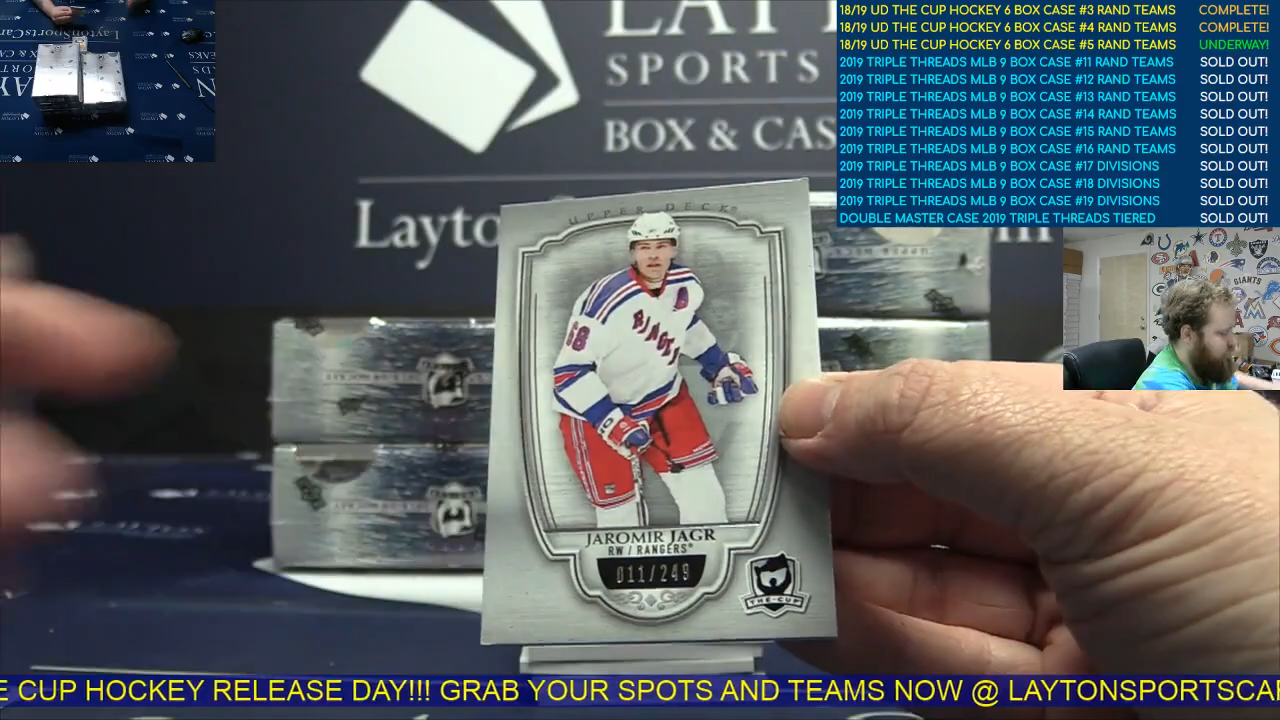 18/19 UD THE CUP HOCKEY 6 BOX CASE #3 RAND TEAMS COMPLETE!
18/19 UD THE CUP HOCKEY 6 BOX CASE #4 RAND TEAMS COMPLETE!
18/19 UD THE CUP HOCKEY 6 BOX CASE #5 RAND TEAMS UNDERWAY!
2019 TRIPLE THREADS MLB 9 BOX CASE #11 RAND TEAMS SOLD OUT!
2019 TRIPLE THREADS MLB 9 BOX CASE #12 RAND TEAMS SOLD OUT!
2019 TRIPLE THREADS MLB 9 BOX CASE #13 RAND TEAMS SOLD OUT!
2019 TRIPLE THREADS MLB 9 BOX CASE #14 RAND TEAMS SOLD OUT!
2019 TRIPLE THREADS MLB 9 BOX CASE #15 RAND TEAMS SOLD OUT!
2019 TRIPLE THREADS MLB 9 BOX CASE #16 RAND TEAMS SOLD OUT!
2019 TRIPLE THREADS MLB 9 BOX CASE #17 DIVISIONS SOLD OUT!
2019 TRIPLE THREADS MLB 9 BOX CASE #18 DIVISIONS SOLD OUT!
2019 TRIPLE THREADS MLB 9 BOX CASE #19 DIVISIONS SOLD OUT!
DOUBLE MASTER CASE 2019 TRIPLE THREADS TIERED SOLD OUT!
SPORTS
BOX & CAS
Layto
UPPER DECK
68
RANGERS
GIANTS
JAROMIR JAGR
RW / RANGERS
011/249
THE-CUP
E CUP HOCKEY RELEASE DAY!!! GRAB YOUR SPOTS AND TEAMS NOW @ LAYTONSPORTSCA